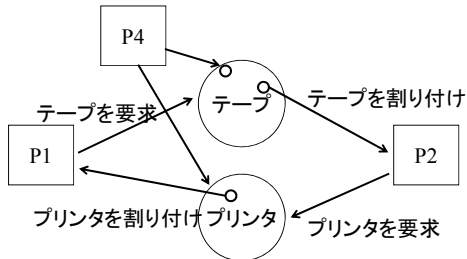 P4
テープ
テープを割り付け
テープを要求
P1
P2
プリンタを割り付け
プリンタ
プリンタを要求